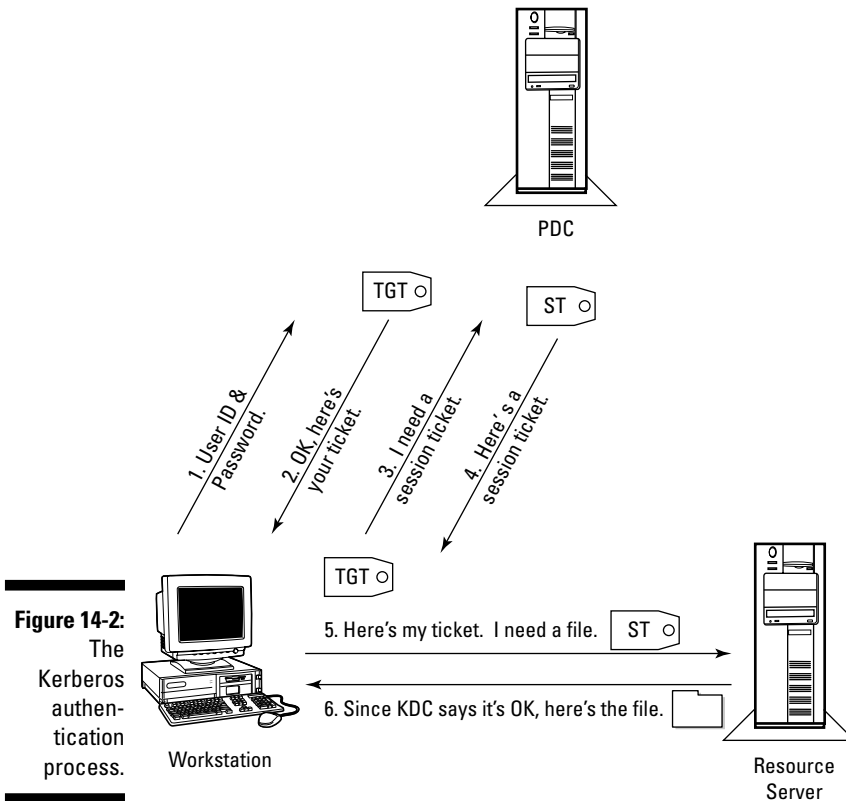 PDC
TGT
ST
1. User ID &
Password.
2. OK, here's
your ticket.
3. I need a
session ticket.
4. Here's a
session ticket.
TGT
5. Here's my ticket. I need a file.
ST
6. Since KDC says it's OK, here's the file.
Workstation
Resource
Server
Figure 14-2:
The
Kerberos
authen-
tication
process.